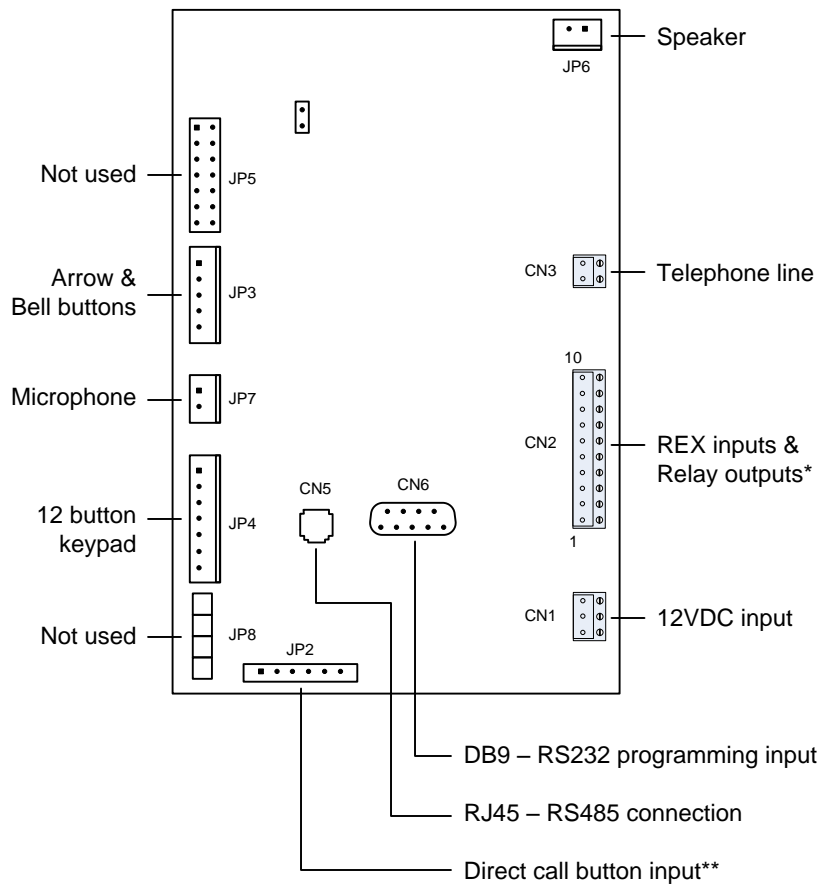 Speaker
JP6
Not used
JP5
Arrow &
Bell buttons
JP3
CN3
Telephone line
10
Microphone
JP7
CN2
REX inputs &
Relay outputs*
CN5
CN6
12 button
keypad
JP4
1
Not used
JP8
JP2
CN1
12VDC input
DB9 – RS232 programming input
RJ45 – RS485 connection
Direct call button input**